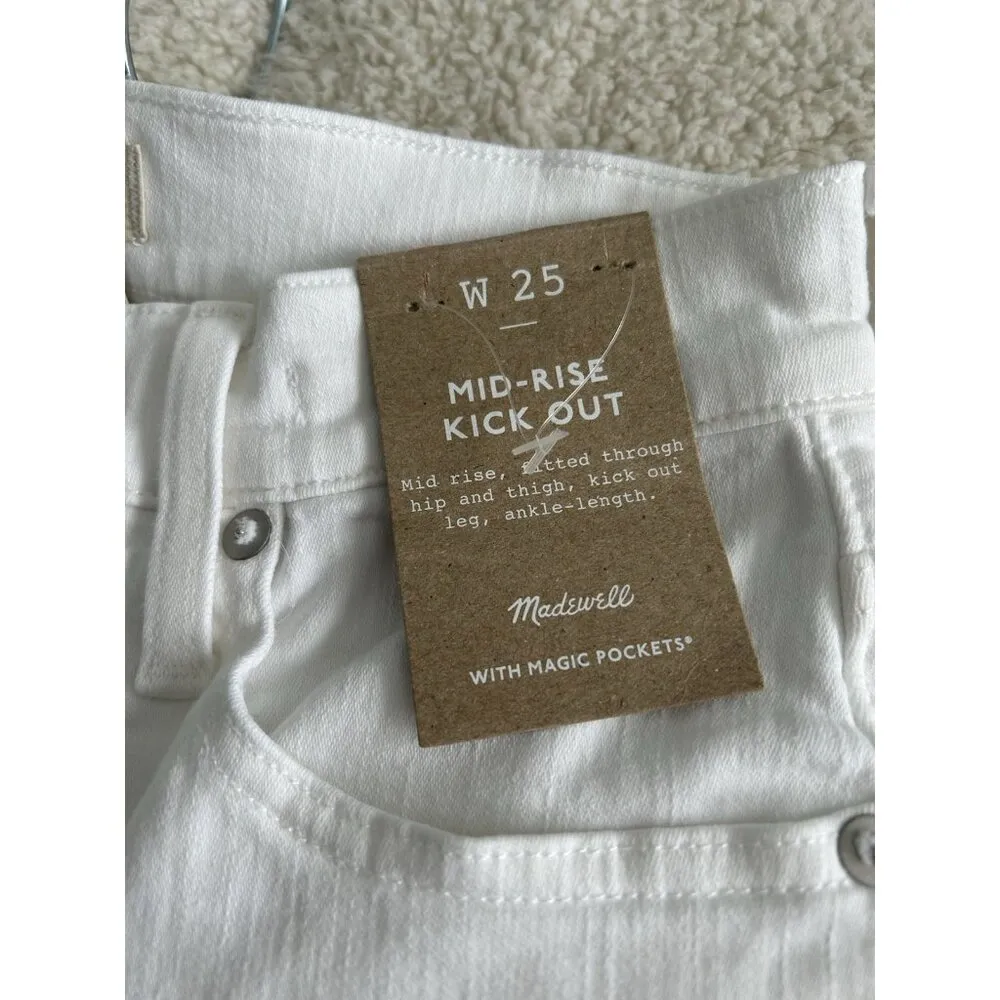 W 25
MID-RISE
KICK OUT
Mid rise, fitted through
hip and thigh, kick out
leg, ankle-length.
Madewell
WITH MAGIC POCKETS®